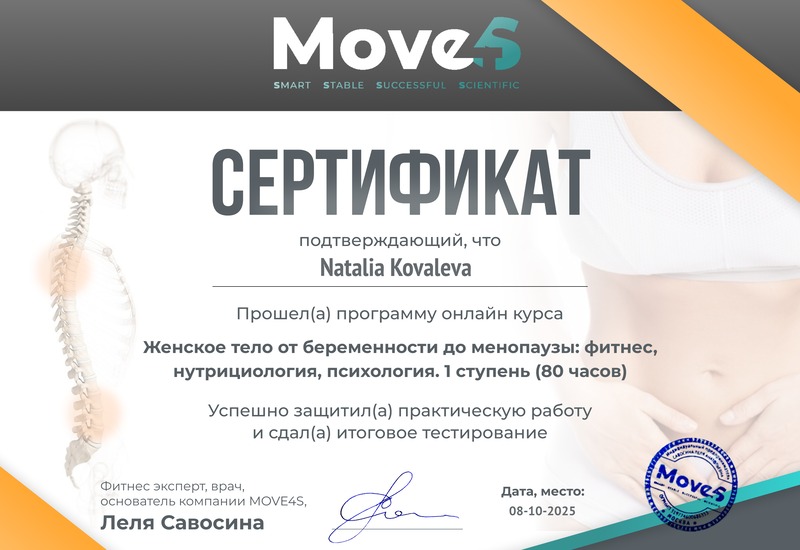 Move4S
SMART STABLE SUCCESSFUL SCIENTIFIC
СЕРТИФИКАТ
подтверждающий, что
Natalia Kovaleva
Прошел(а) программу онлайн курса
Женское тело от беременности до менопаузы: фитнес,
нутрициология, психология. 1 ступень (80 часов)
Успешно защитил(а) практическую работу
и сдал(а) итоговое тестирование
Фитнес эксперт, врач,
основатель компании MOVE4S,
Леля Савосина
Дата, место:
08-10-2025
Move4S
МОСКВА